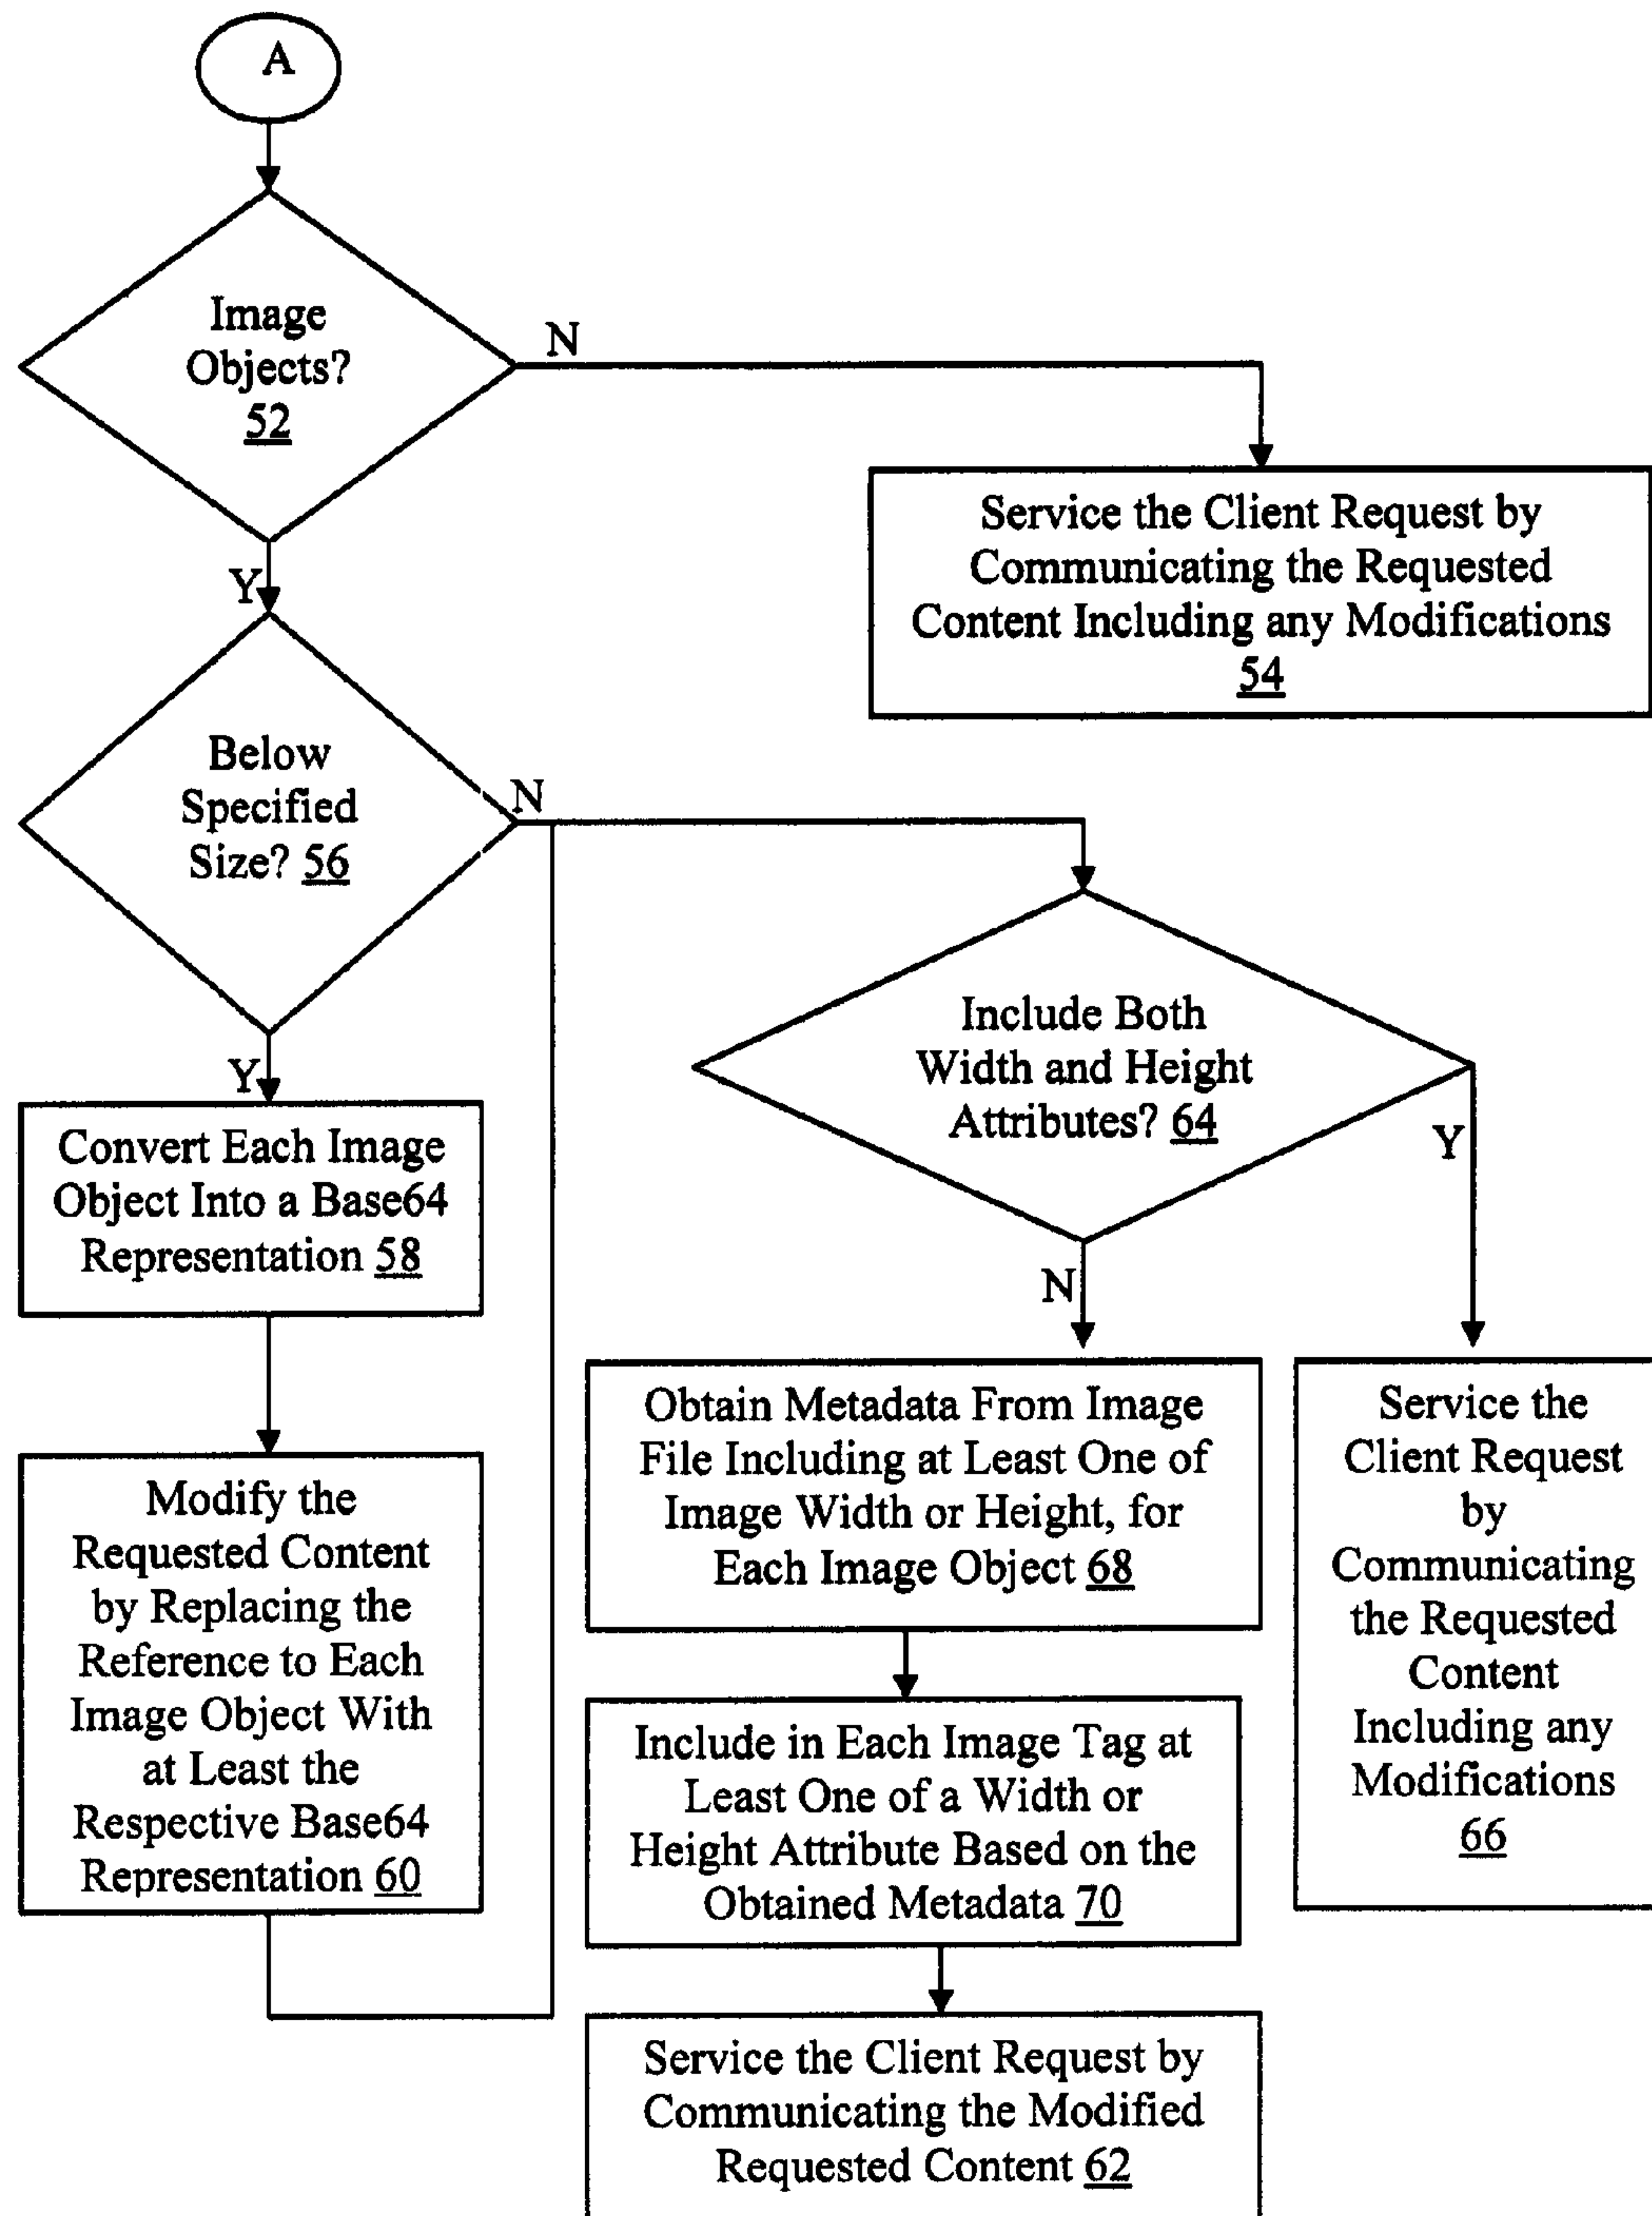 A
Image
Objects?
52
N
Service the Client Request by
Communicating the Requested
Content Including any Modifications
54
Y
Below
Specified
Size? 56
N
Include Both
Width and Height
Attributes? 64
Y
N
Y
Convert Each Image
Object Into a Base64
Representation 58
Obtain Metadata From Image
File Including at Least One of
Image Width or Height, for
Each Image Object 68
Service the
Client Request
by
Communicating
the Requested
Content
Including any
Modifications
66
Modify the
Requested Content
by Replacing the
Reference to Each
Image Object With
at Least the
Respective Base64
Representation 60
Include in Each Image Tag at
Least One of a Width or
Height Attribute Based on the
Obtained Metadata 70
Service the Client Request by
Communicating the Modified
Requested Content 62